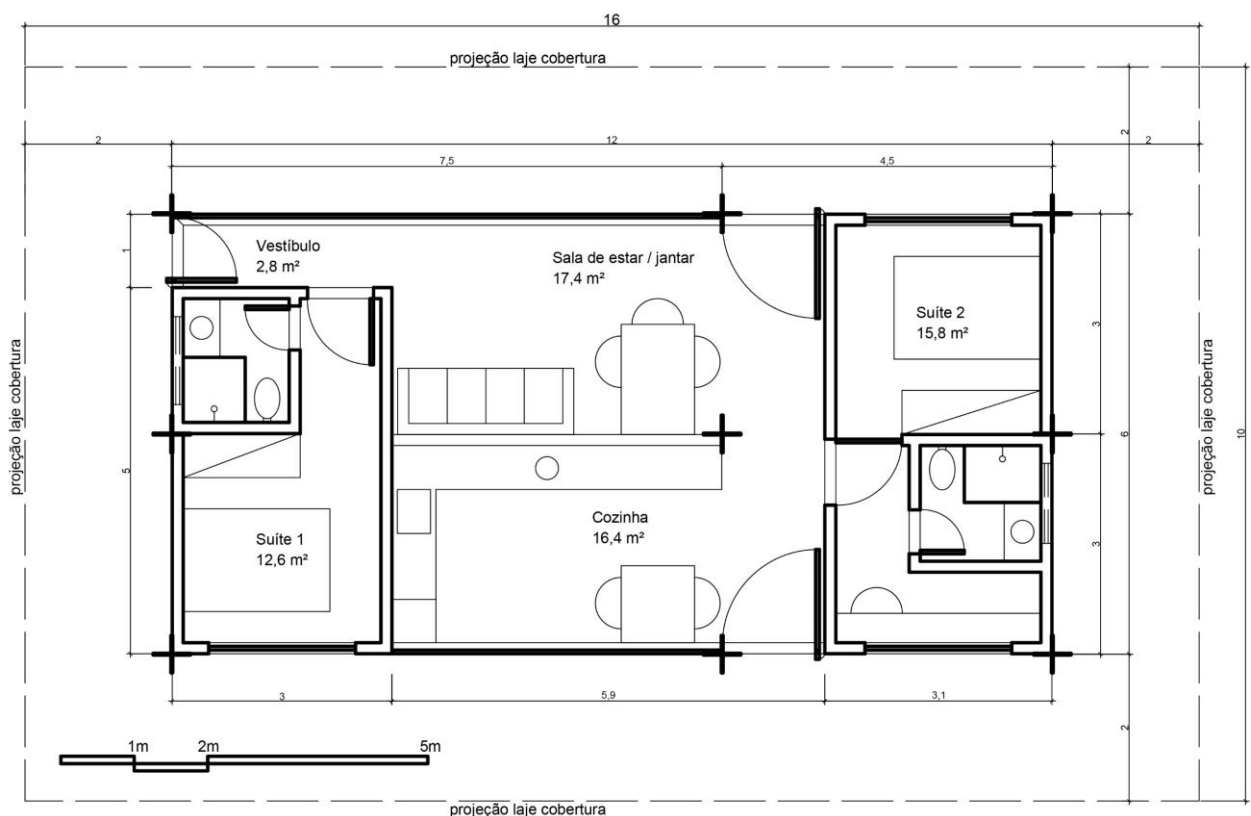 16
projeção laje cobertura
2
12
2
2
7,5
4,5
1
Vestíbulo
2,8 m²
Sala de estar / jantar
17,4 m²
Suíte 2
15,8 m²
3
projeção laje cobertura
projeção laje cobertura
6
10
5
Suíte 1
12,6 m²
Cozinha
16,4 m²
3
3
5,9
3,1
2
1m
2m
5m
projeção laje cobertura